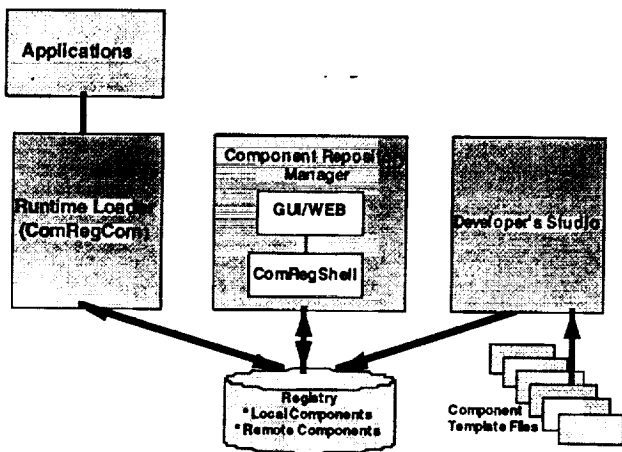 Applications
Runtime Loader
(ComRegCom)
Component Repository
Manager
GUI/WEB
ComRegShell
Developer's Studio
Registry
* Local Components
* Remote Components
Component
Template Files